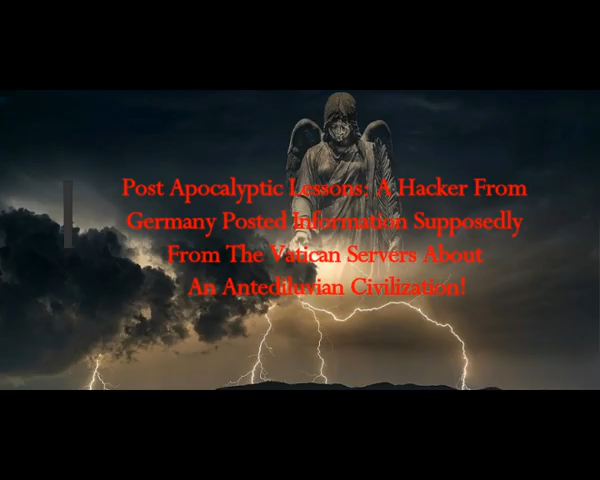 Post Apocalyptic Lessons: A Hacker From
Germany Posted Information Supposedly
From The Vatican Servers About
An Antediluvian Civilization!